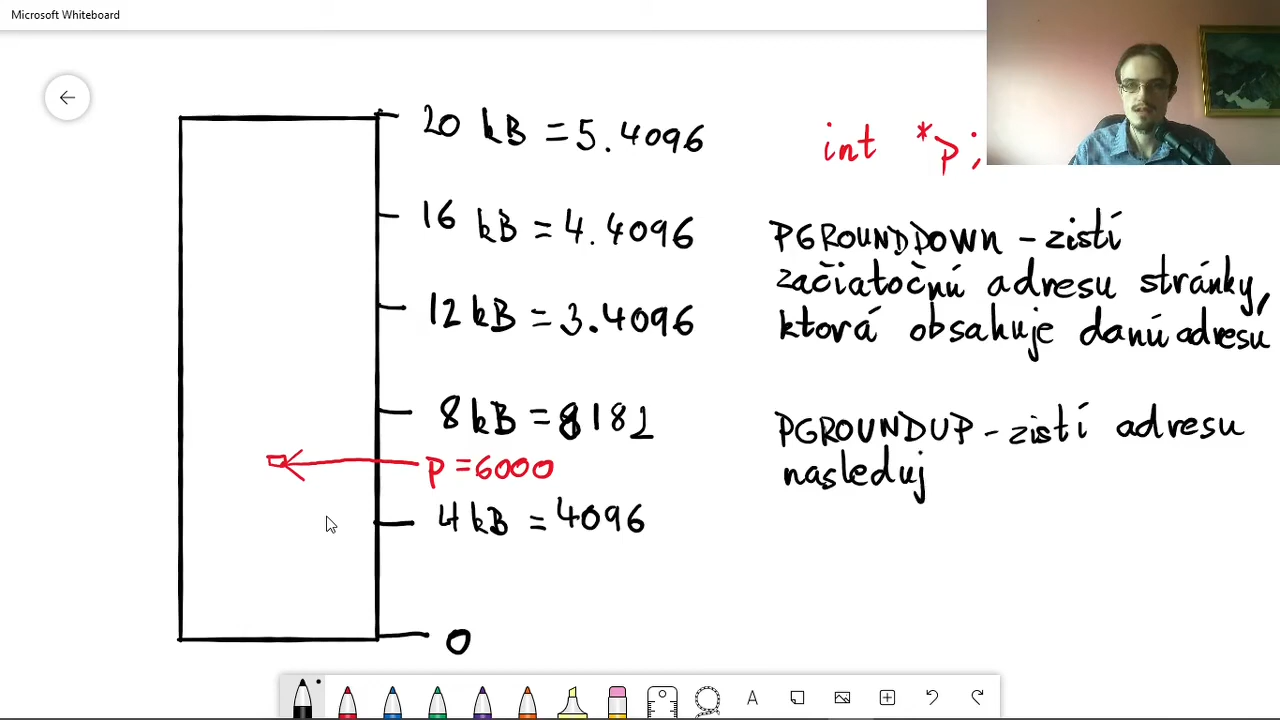 Microsoft Whiteboard
20 kB = 5.4096
int *p;
16 kB = 4.4096
12 kB = 3.4096
8 kB = 8182
p = 6000
4 kB = 4096
0
PGROUNDDOWN - zistí
začiatočnú adresu stránky,
ktorá obsahuje danú adresu
PGROUNDUP - zistí adresu
nasleduj
A